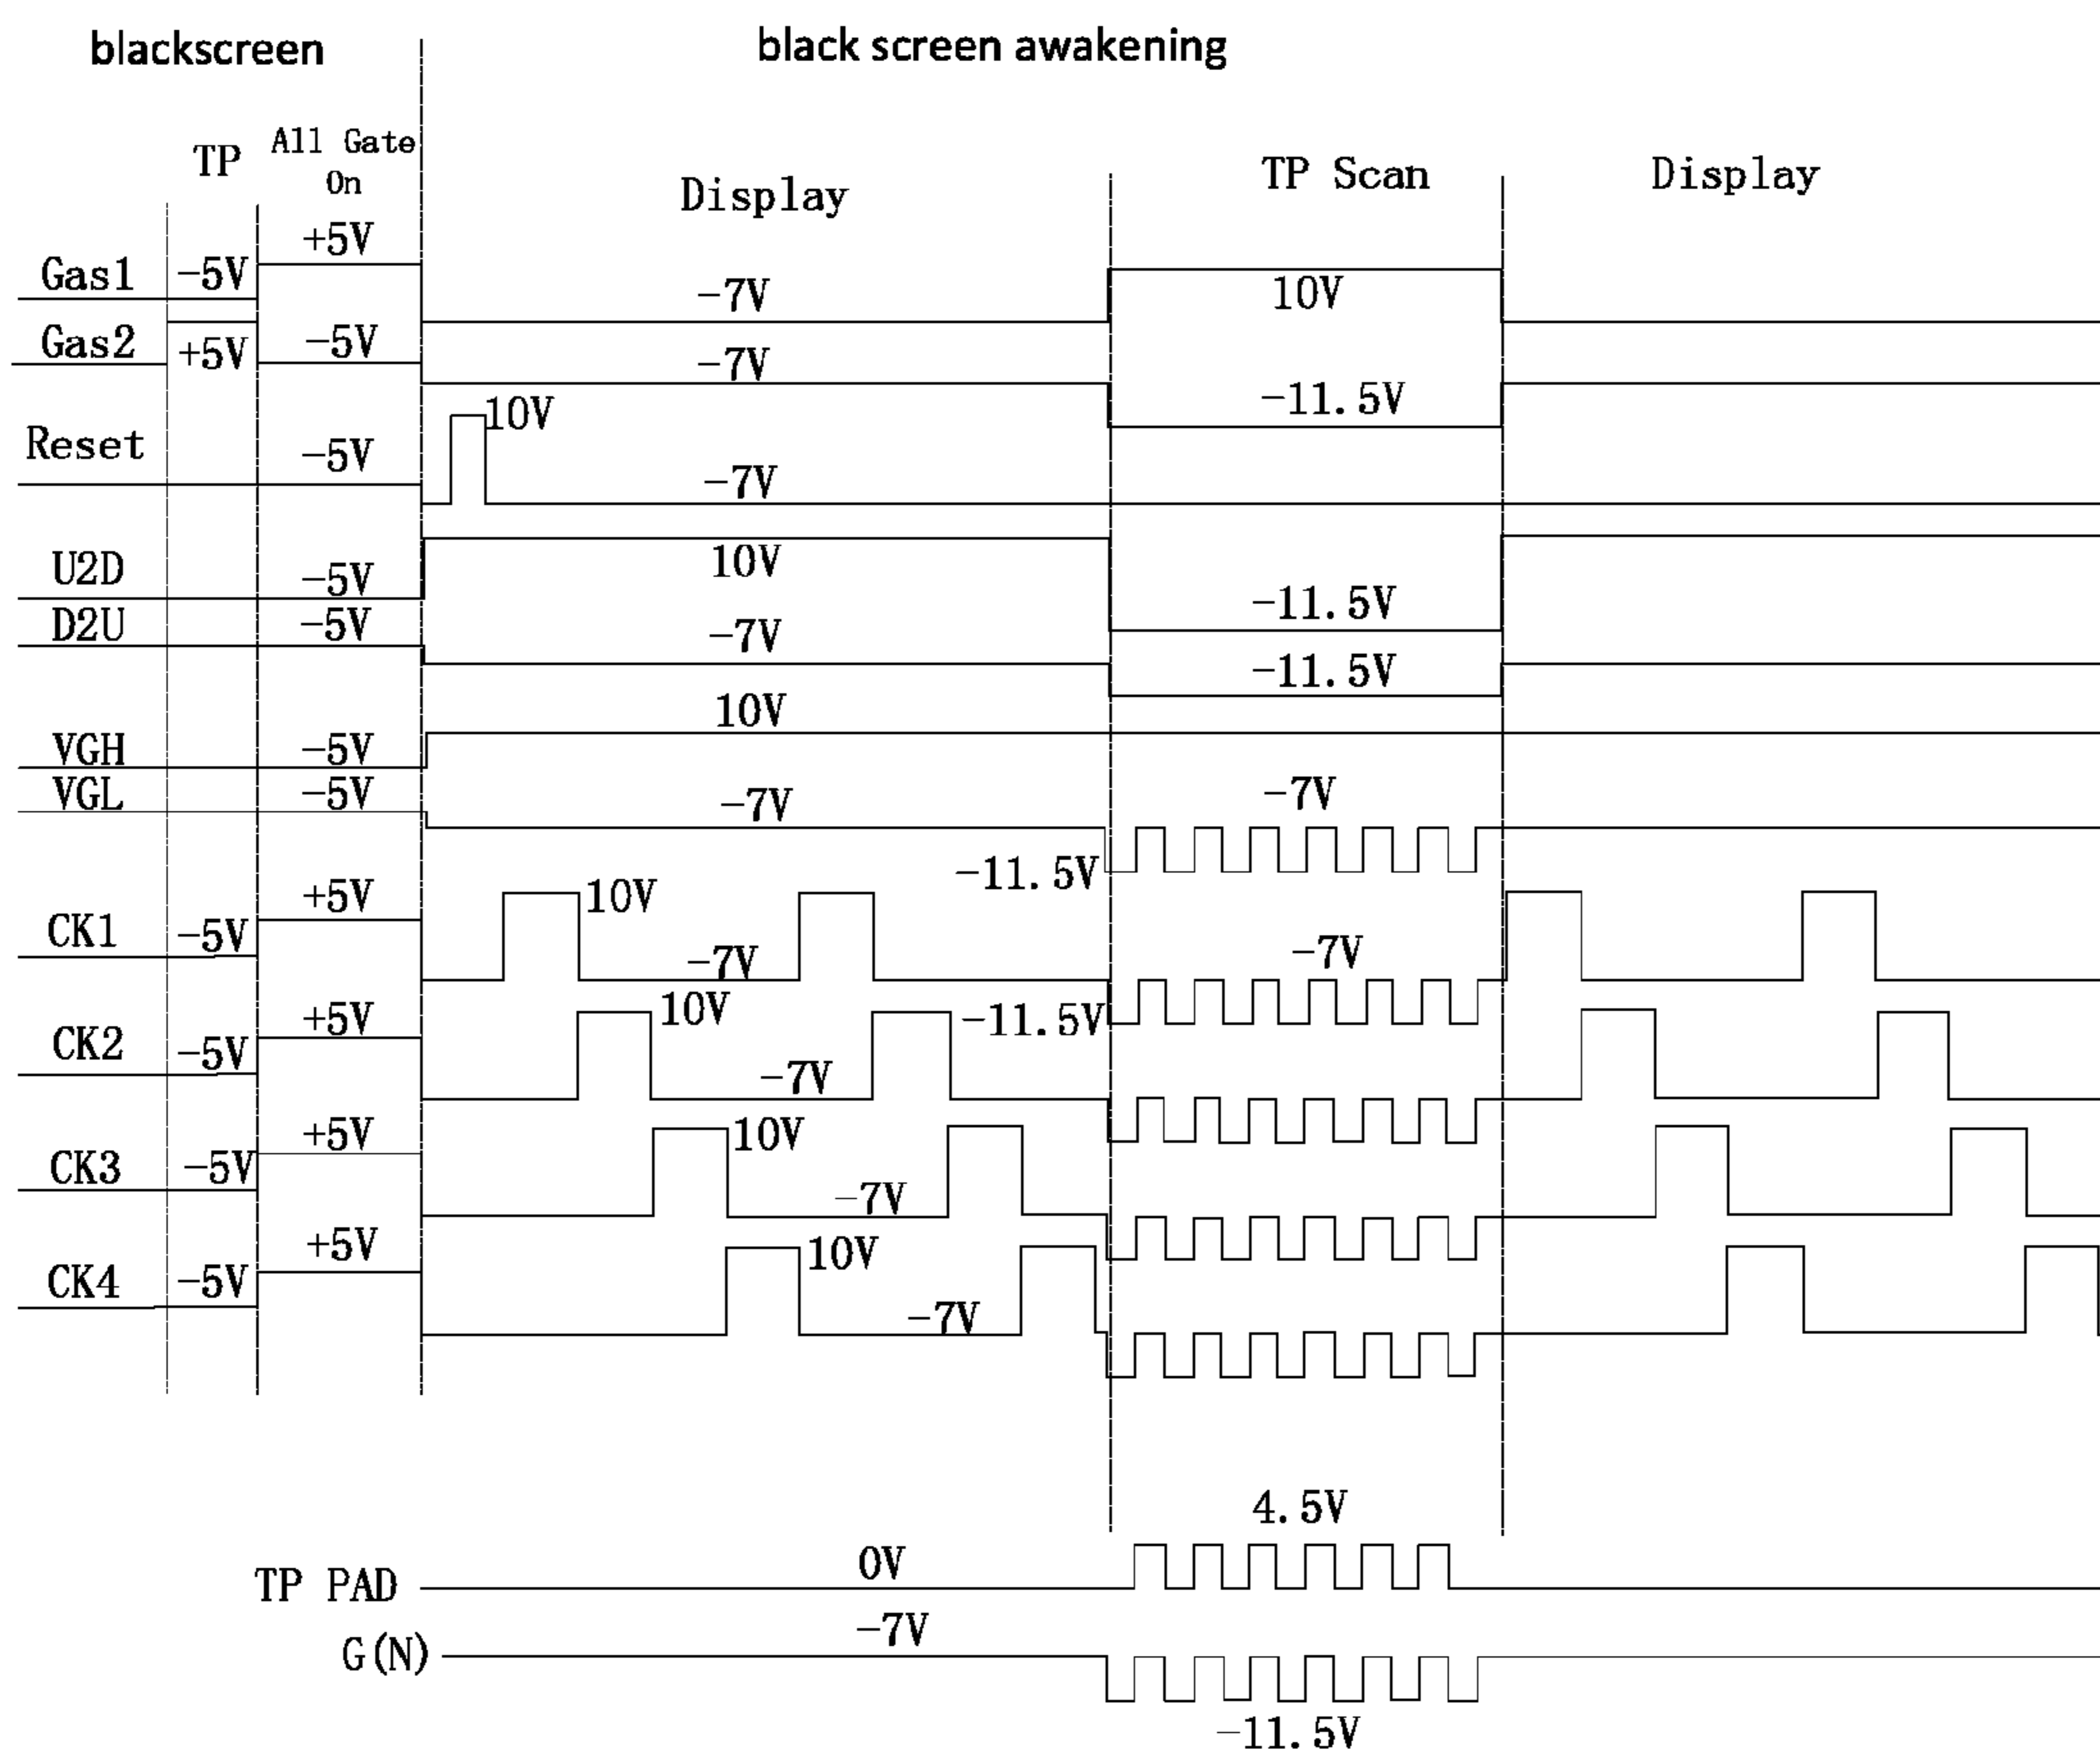 blackscreen
black screen awakening
TP
All Gate
On
Display
TP Scan
Display
Gas1
-5V
+5V
-7V
10V
Gas2
+5V
-5V
-7V
-11.5V
Reset
-5V
10V
-7V
U2D
-5V
10V
-11.5V
D2U
-5V
-7V
-11.5V
VGH
-5V
10V
VGL
-5V
-7V
-11.5V
-7V
CK1
-5V
+5V
10V
-7V
-11.5V
-7V
CK2
-5V
+5V
10V
-7V
CK3
-5V
+5V
10V
-7V
CK4
-5V
+5V
10V
-7V
TP PAD
0V
4.5V
G(N)
-7V
-11.5V